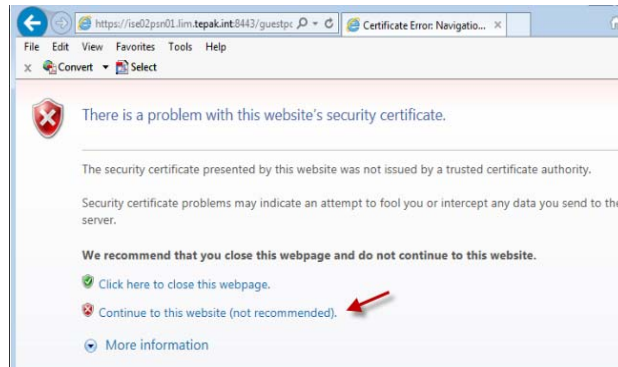 https://ise02psn01.lim.tepak.int:8443/guestpc
Certificate Error: Navigatio...
File Edit View Favorites Tools Help
x Convert Select
There is a problem with this website's security certificate.
The security certificate presented by this website was not issued by a trusted certificate authority.
Security certificate problems may indicate an attempt to fool you or intercept any data you send to the
server.
We recommend that you close this webpage and do not continue to this website.
Click here to close this webpage.
Continue to this website (not recommended).
More information